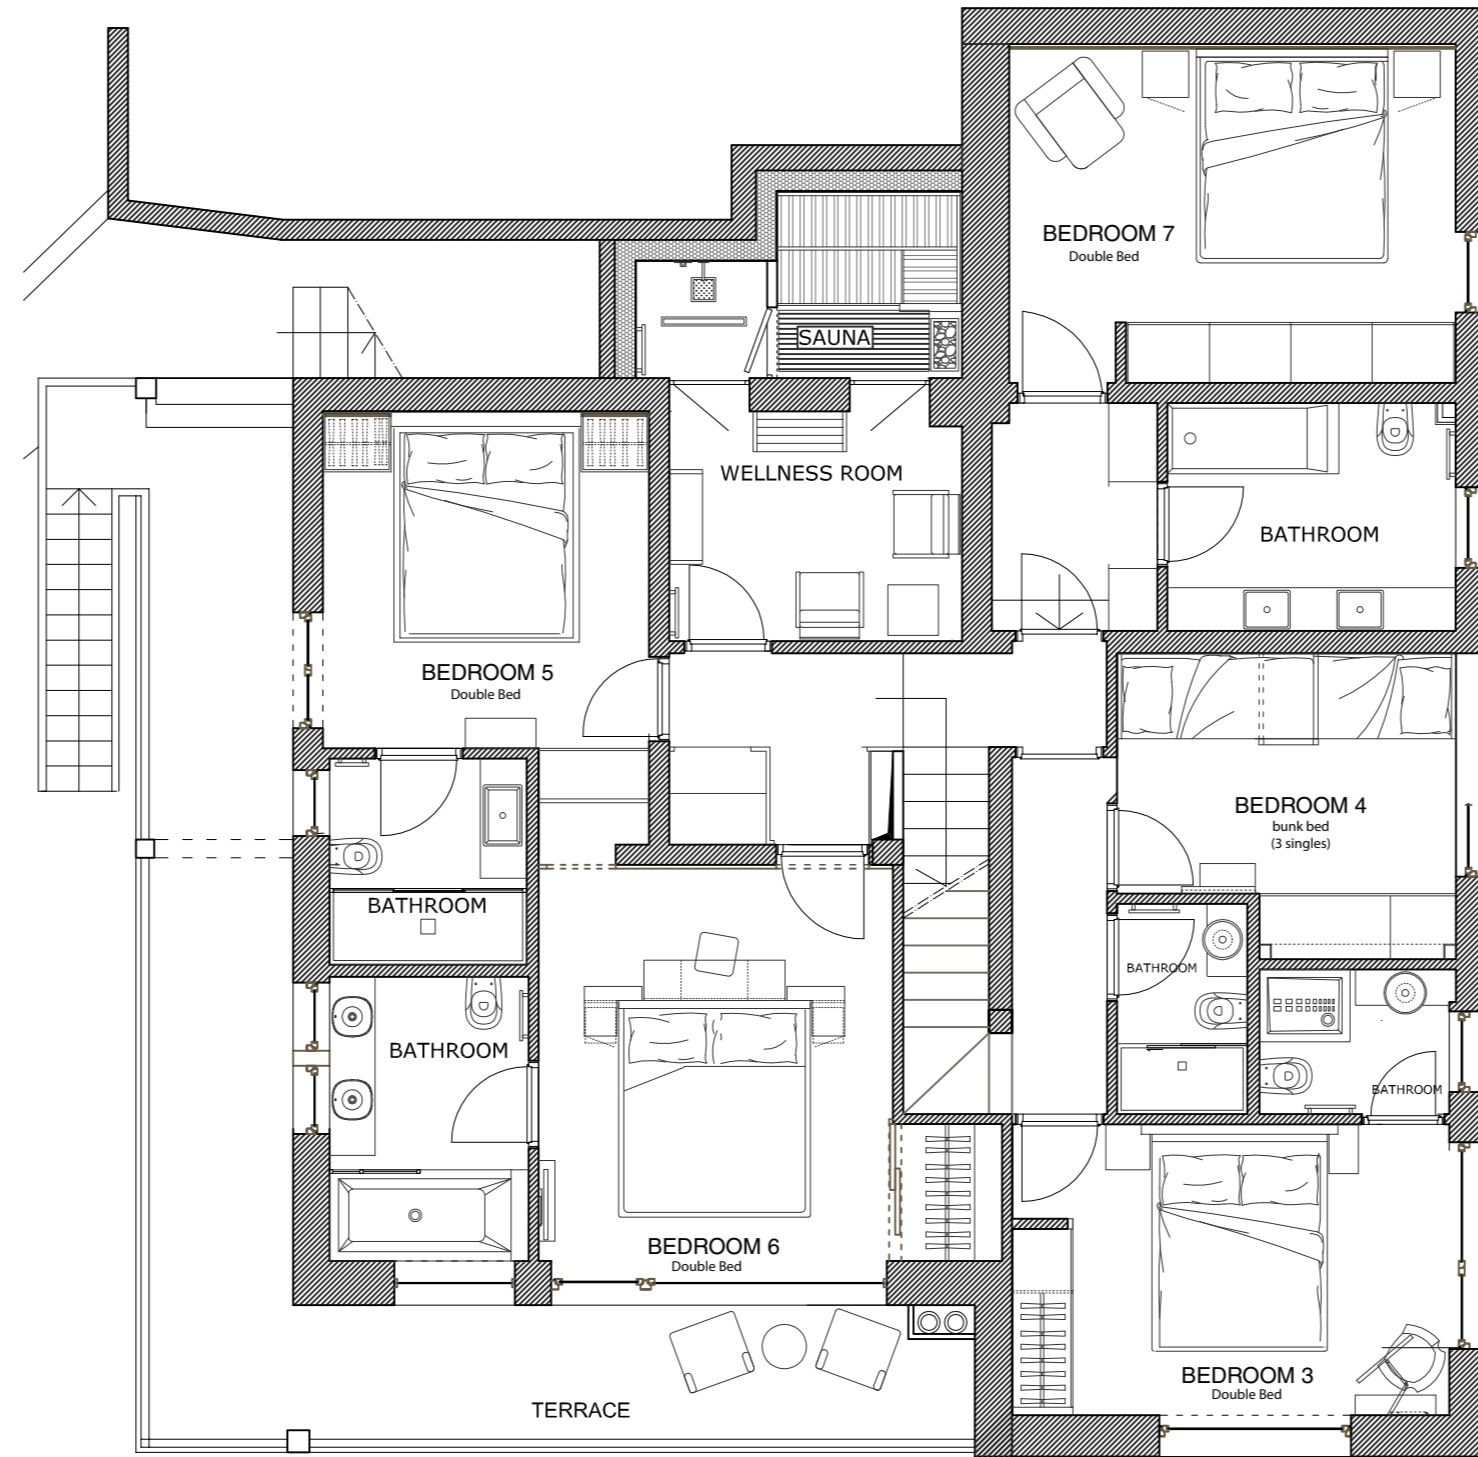 BEDROOM 7
Double Bed
SAUNA
WELLNESS ROOM
BATHROOM
BEDROOM 5
Double Bed
BEDROOM 4
bunk bed
(3 singles)
BATHROOM
BATHROOM
BATHROOM
BATHROOM
BEDROOM 6
Double Bed
BEDROOM 3
Double Bed
TERRACE